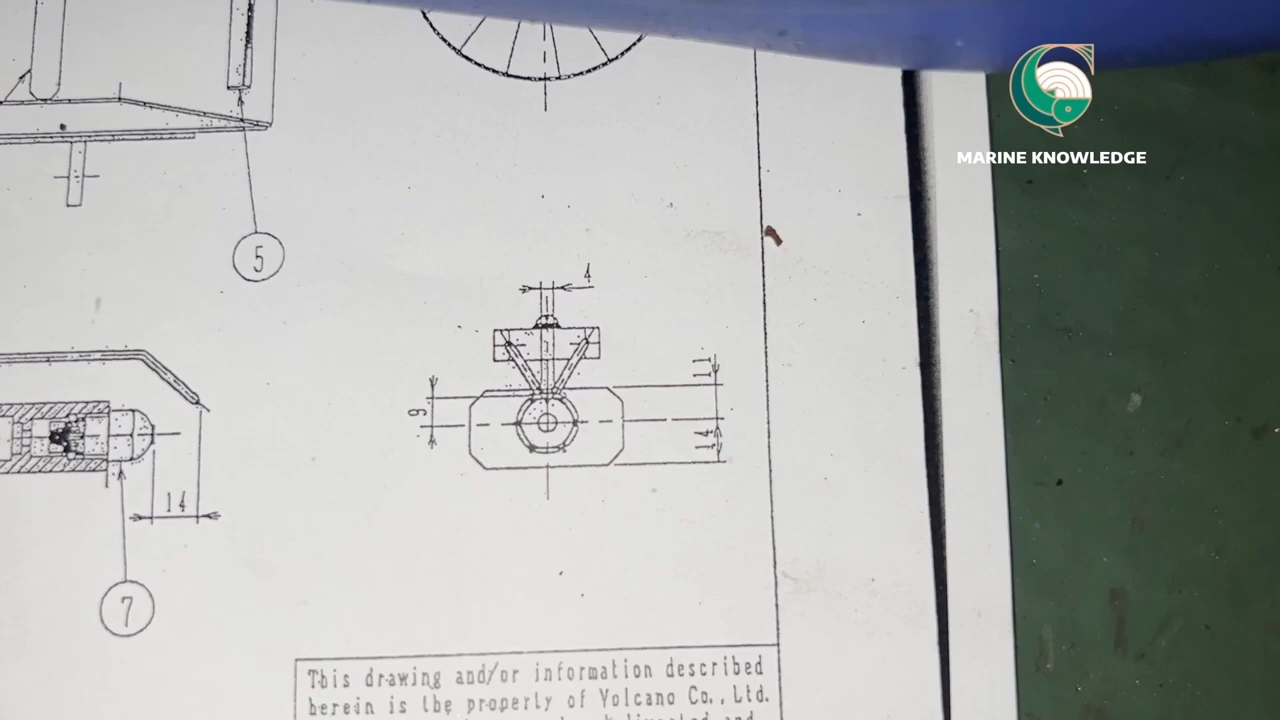 MARINE KNOWLEDGE
5
4
11
9
14
14
7
This drawing and/or information described
herein is the property of Volcano Co., Ltd.
and